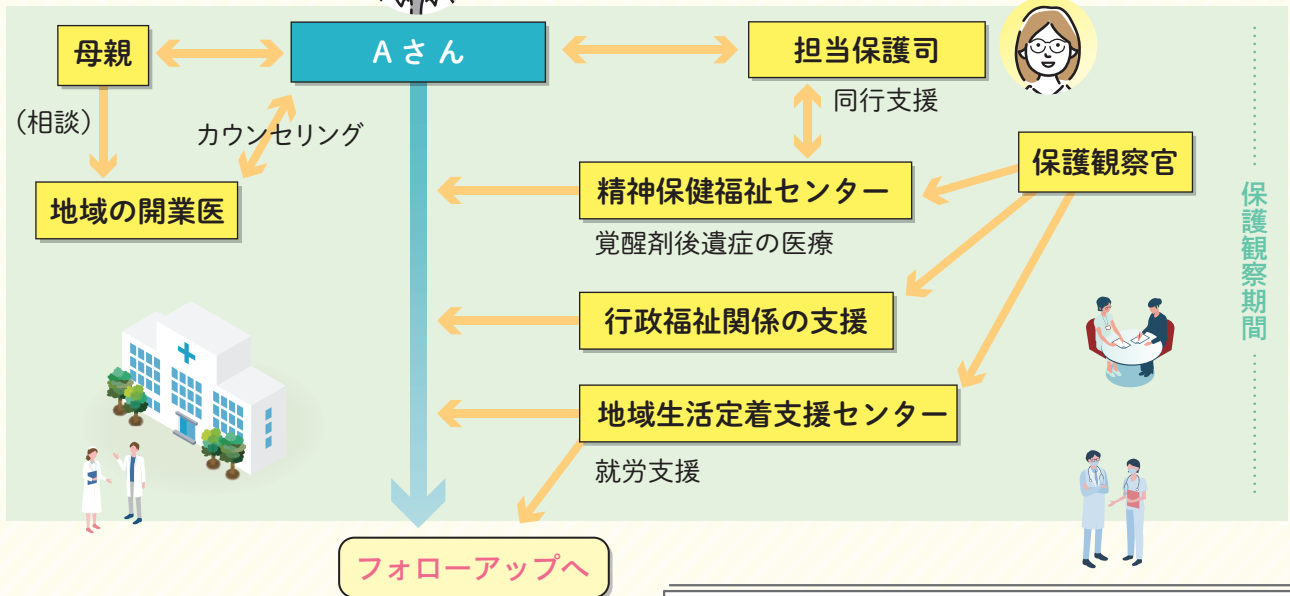 母親
Aさん
担当保護司
(相談)
カウンセリング
同行支援
地域の開業医
保護観察官
精神保健福祉センター
覚醒剤後遺症の医療
行政福祉関係の支援
地域生活定着支援センター
就労支援
保護観察期間
フォローアップへ